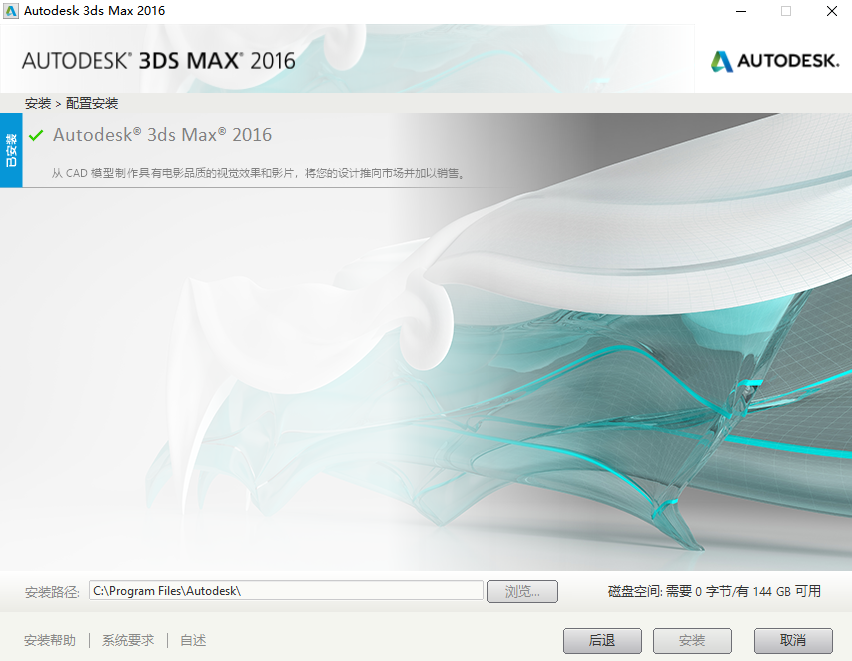 Autodesk 3ds Max 2016
AUTODESK® 3DS MAX® 2016
AUTODESK.
安装 > 配置安装
已安装
Autodesk® 3ds Max® 2016
从 CAD 模型制作具有电影品质的视觉效果和影片，将您的设计推向市场并加以销售。
安装路径:
C:\Program Files\Autodesk\
浏览...
磁盘空间: 需要 0 字节/有 144 GB 可用
安装帮助
系统要求
自述
后退
安装
取消